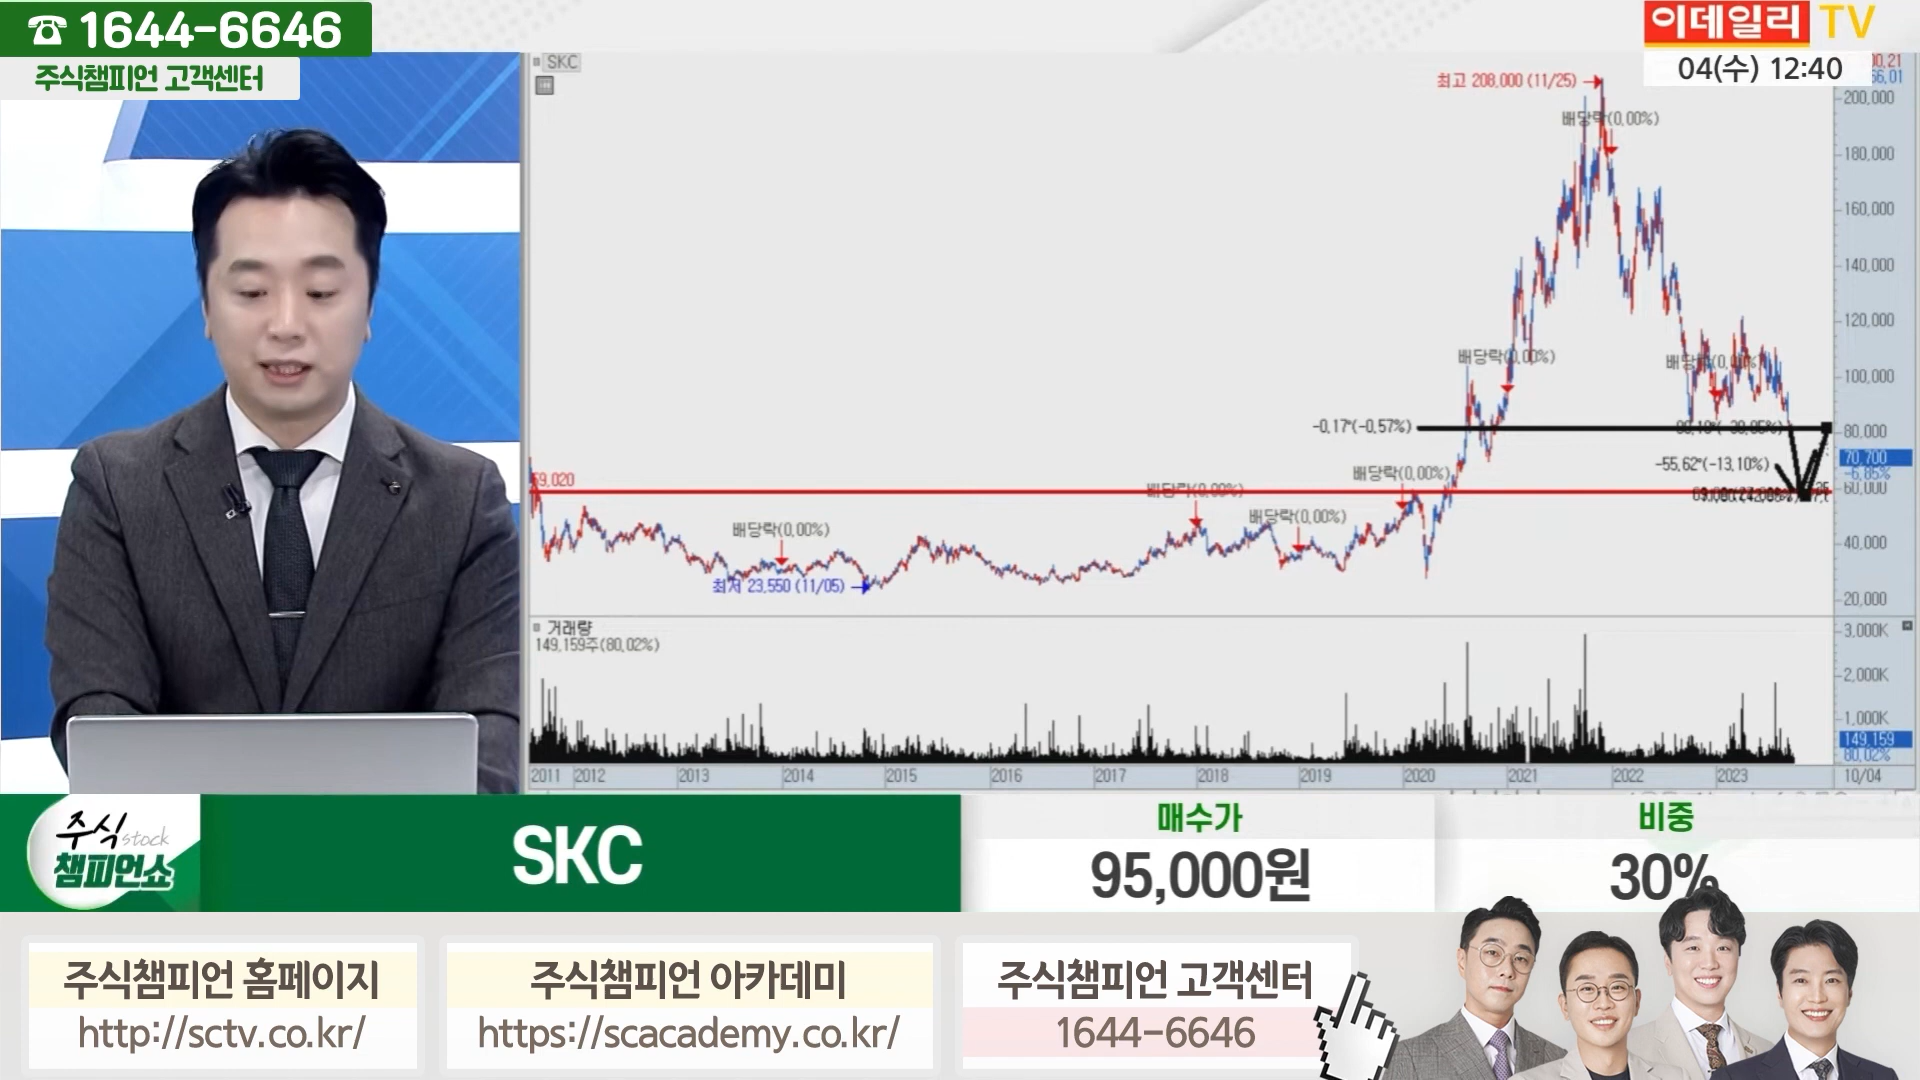 ☎ 1644-6646
주식챔피언 고객센터
이데일리 TV
04(수) 12:40
SKC
최고 208,000 (11/25)
배당락(0.00%)
200,000
180,000
160,000
140,000
120,000
배당락(0.00%)
100,000
-0.17*(-0.57%)
80,000
-55.62*(-13.10%)
70,700
-6.85%
배당락(0.00%)
59,020
60,000
배당락(0.00%)
배당락(0.00%)
배당락(0.00%)
40,000
최저 23,550 (11/05)
20,000
거래량
149,159주(80.02%)
3,000K
2,000K
1,000K
149,159
80.02%
2011 2012 2013 2014 2015 2016 2017 2018 2019 2020 2021 2022 2023 10/04
주식 stock
챔피언쇼
SKC
매수가
95,000원
비중
30%
주식챔피언 홈페이지
http://sctv.co.kr/
주식챔피언 아카데미
https://scacademy.co.kr/
주식챔피언 고객센터
1644-6646